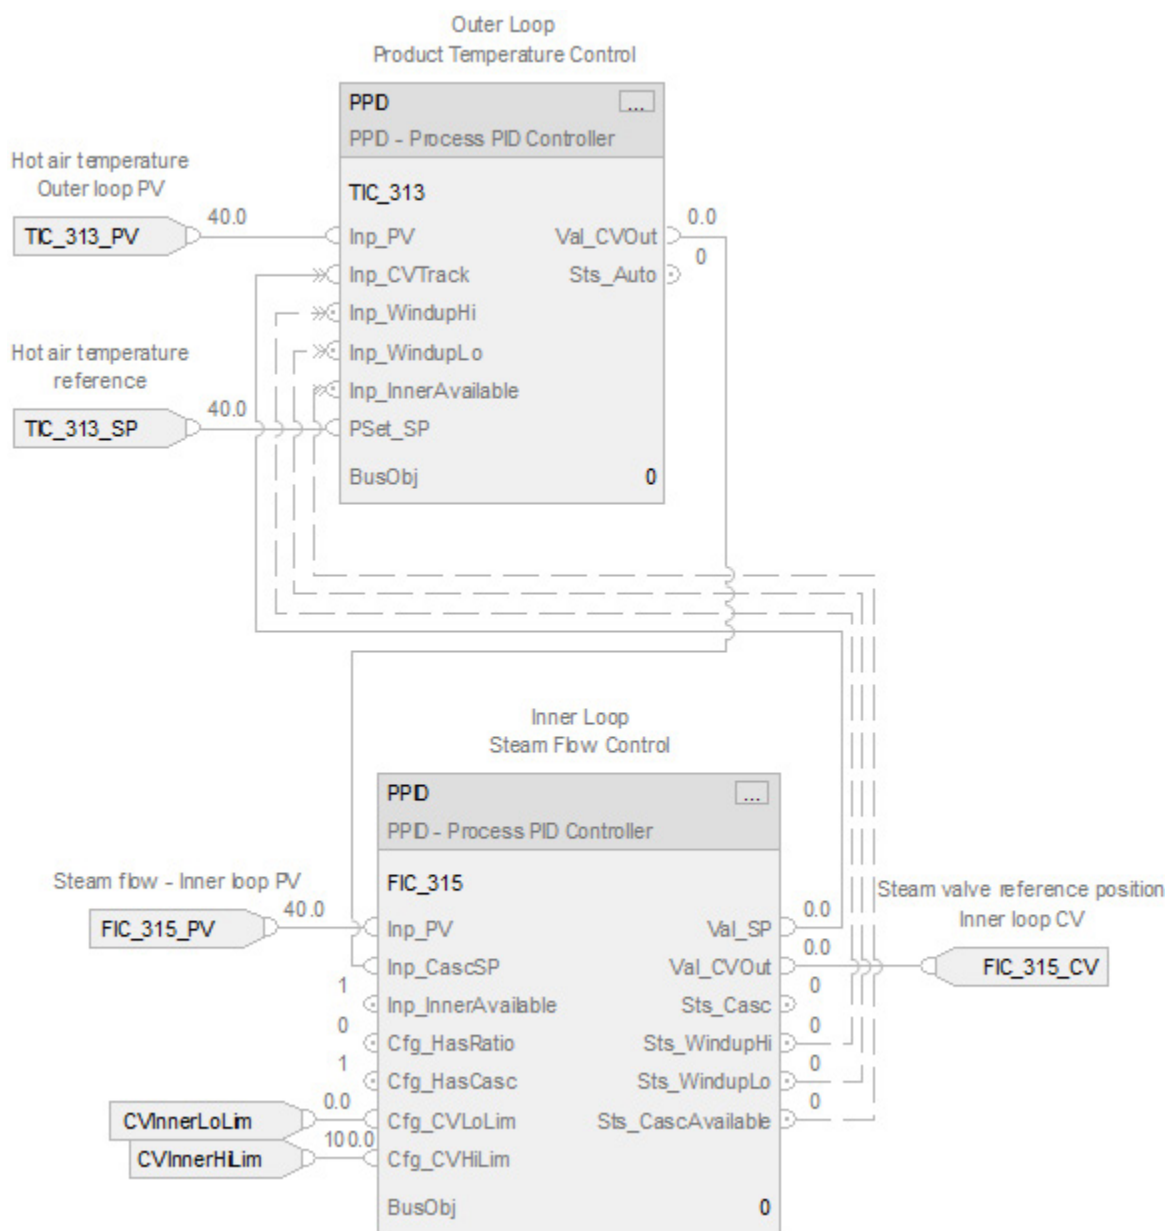 Outer Loop
Product Temperature Control
PPID
...
PPID - Process PID Controller
Hot air temperature
Outer loop PV
TIC_313_PV
40.0
TIC_313
Inp_PV
Val_CVOut
0.0
Inp_CVTrack
Sts_Auto
0
Inp_WindupHi
Hot air temperature
reference
TIC_313_SP
40.0
Inp_WindupLo
Inp_InnerAvailable
PSet_SP
BusObj
0
Inner Loop
Steam Flow Control
PPID
...
PPID - Process PID Controller
Steam flow - Inner loop PV
FIC_315_PV
40.0
FIC_315
Steam valve reference position
Inner loop CV
Inp_PV
Val_SP
0.0
Inp_CascSP
Val_CVOut
0.0
FIC_315_CV
1
Inp_InnerAvailable
Sts_Casc
0
0
Cfg_HasRatio
Sts_WindupHi
0
1
Cfg_HasCasc
Sts_WindupLo
0
CVInnerLoLim
0.0
Cfg_CVLoLim
Sts_CascAvailable
0
CVInnerHiLim
100.0
Cfg_CVHiLim
BusObj
0